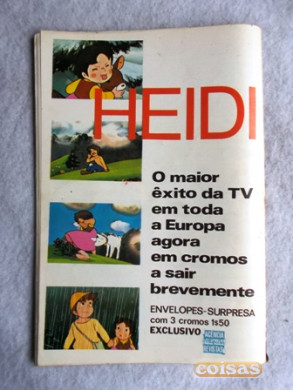 HEIDI
O maior
êxito da TV
em toda
a Europa
agora
em cromos
a sair
brevemente
ENVELOPES-SURPRESA
com 3 cromos 1$50
EXCLUSIVO
coisas